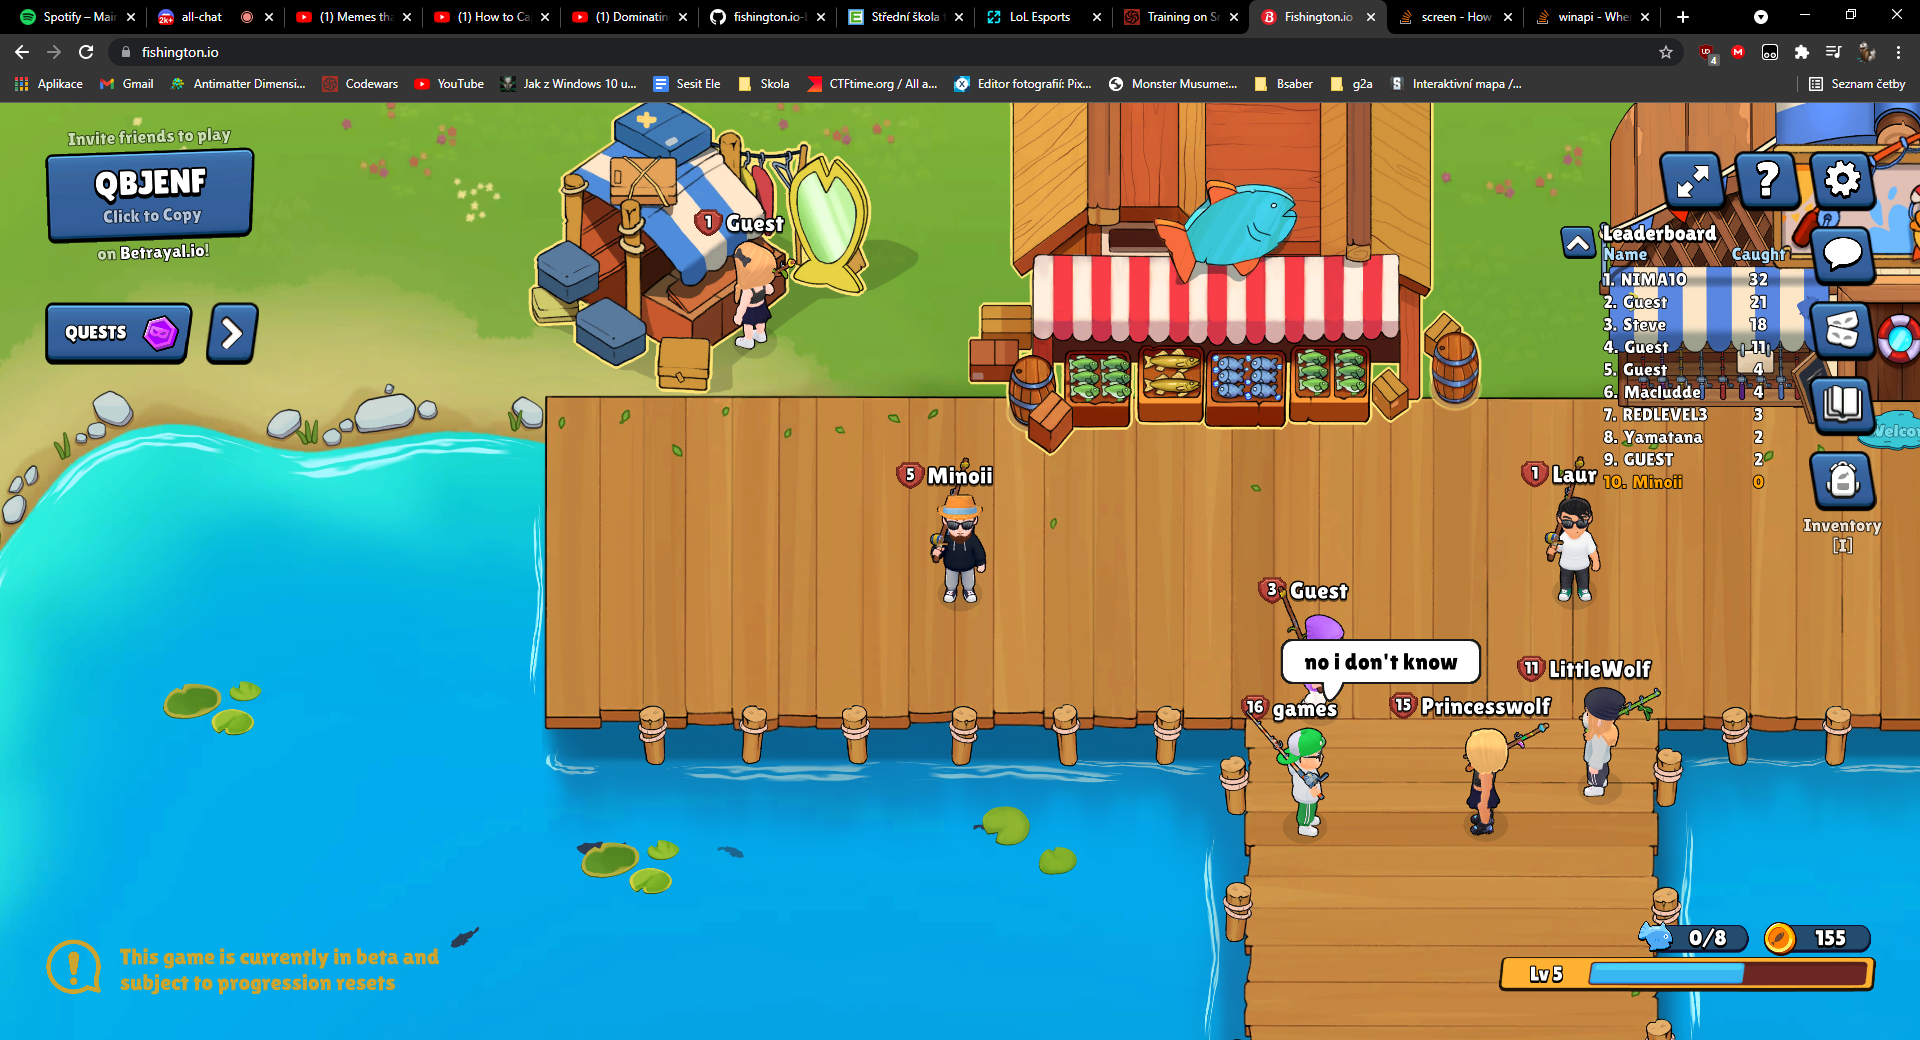 Spotify – Mai
all-chat
(1) Memes tha
(1) How to Ca
(1) Dominatin
fishington.io-
Střední škola
LoL Esports
Training on S
Fishington.io
screen - How
winapi - Whe
fishington.io
4
Aplikace
Gmail
Antimatter Dimensi...
Codewars
YouTube
Jak z Windows 10 u...
Sesit Ele
Skola
CTFtime.org / All a...
Editor fotografií: Pix...
Monster Musume:...
Bsaber
g2a
Interaktivní mapa /...
Seznam četby
Invite friends to play
QBJENF
Click to Copy
on Betrayal.io!
QUESTS
1 Guest
Leaderboard
Name Caught
1. NIMA10 32
2. Guest 21
3. Steve 18
4. Guest 11
5. Guest 4
6. Macludde 4
7. REDLEVEL3 3
8. Yamatana 2
9. GUEST 2
10. Minoii 0
Welco
Inventory
[I]
5 Minoii
1 Laur
3 Guest
no i don't know
11 LittleWolf
16 games
15 Princesswolf
This game is currently in beta and
subject to progression resets
0/8
155
Lv 5